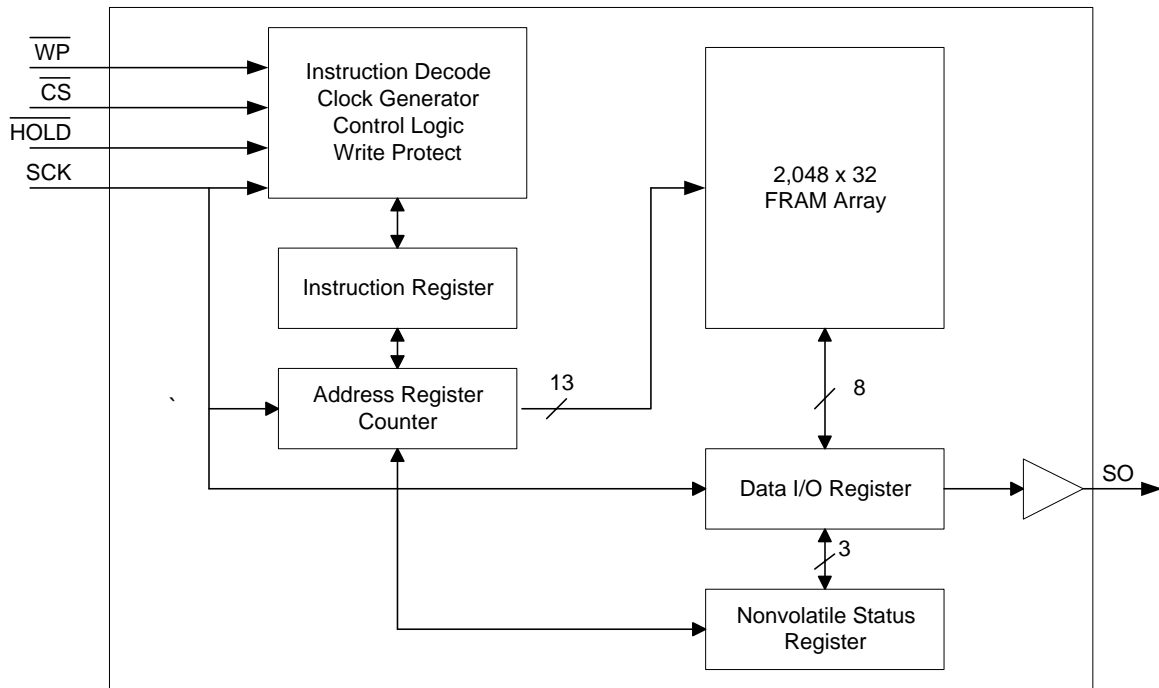 WP
CS
HOLD
SCK
Instruction Decode
Clock Generator
Control Logic
Write Protect
2,048 x 32
FRAM Array
Instruction Register
Address Register
Counter
13
8
`
Data I/O Register
SO
3
Nonvolatile Status
Register